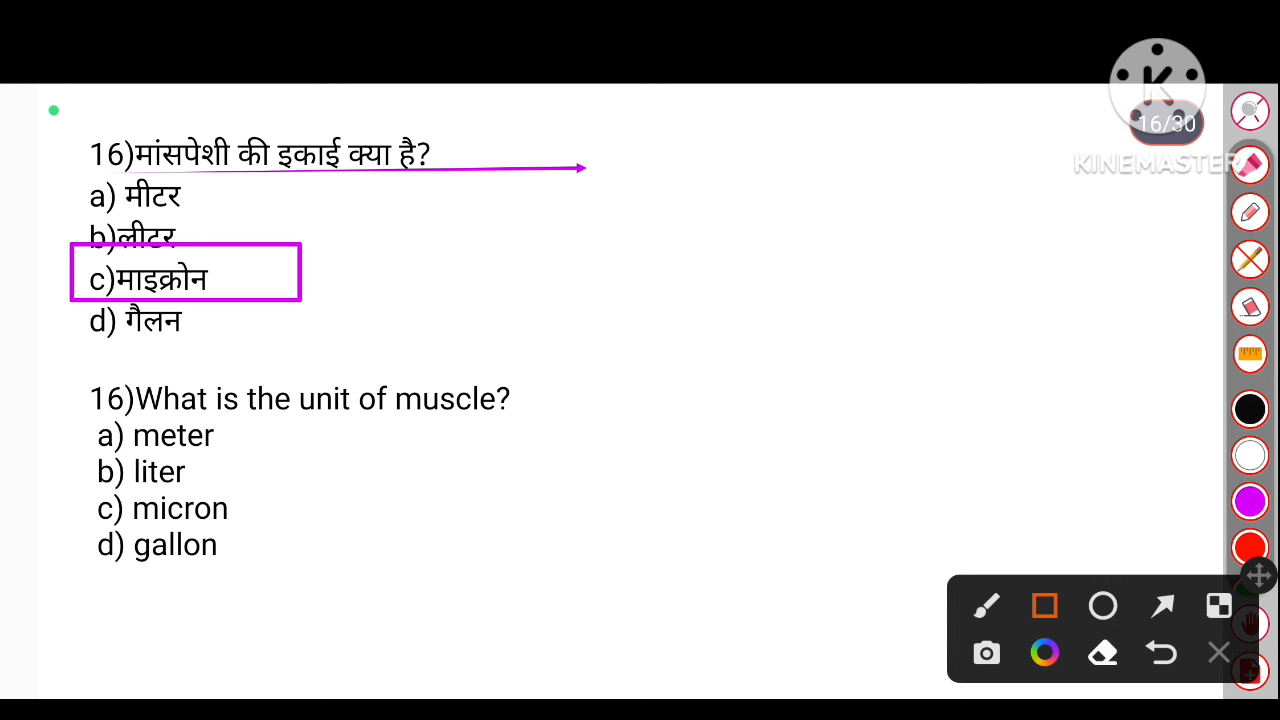 16/30
KINEMASTER
16)मांसपेशी की इकाई क्या है?
a) मीटर
b)लीटर
c)माइक्रोन
d) गैलन
16)What is the unit of muscle?
a) meter
b) liter
c) micron
d) gallon